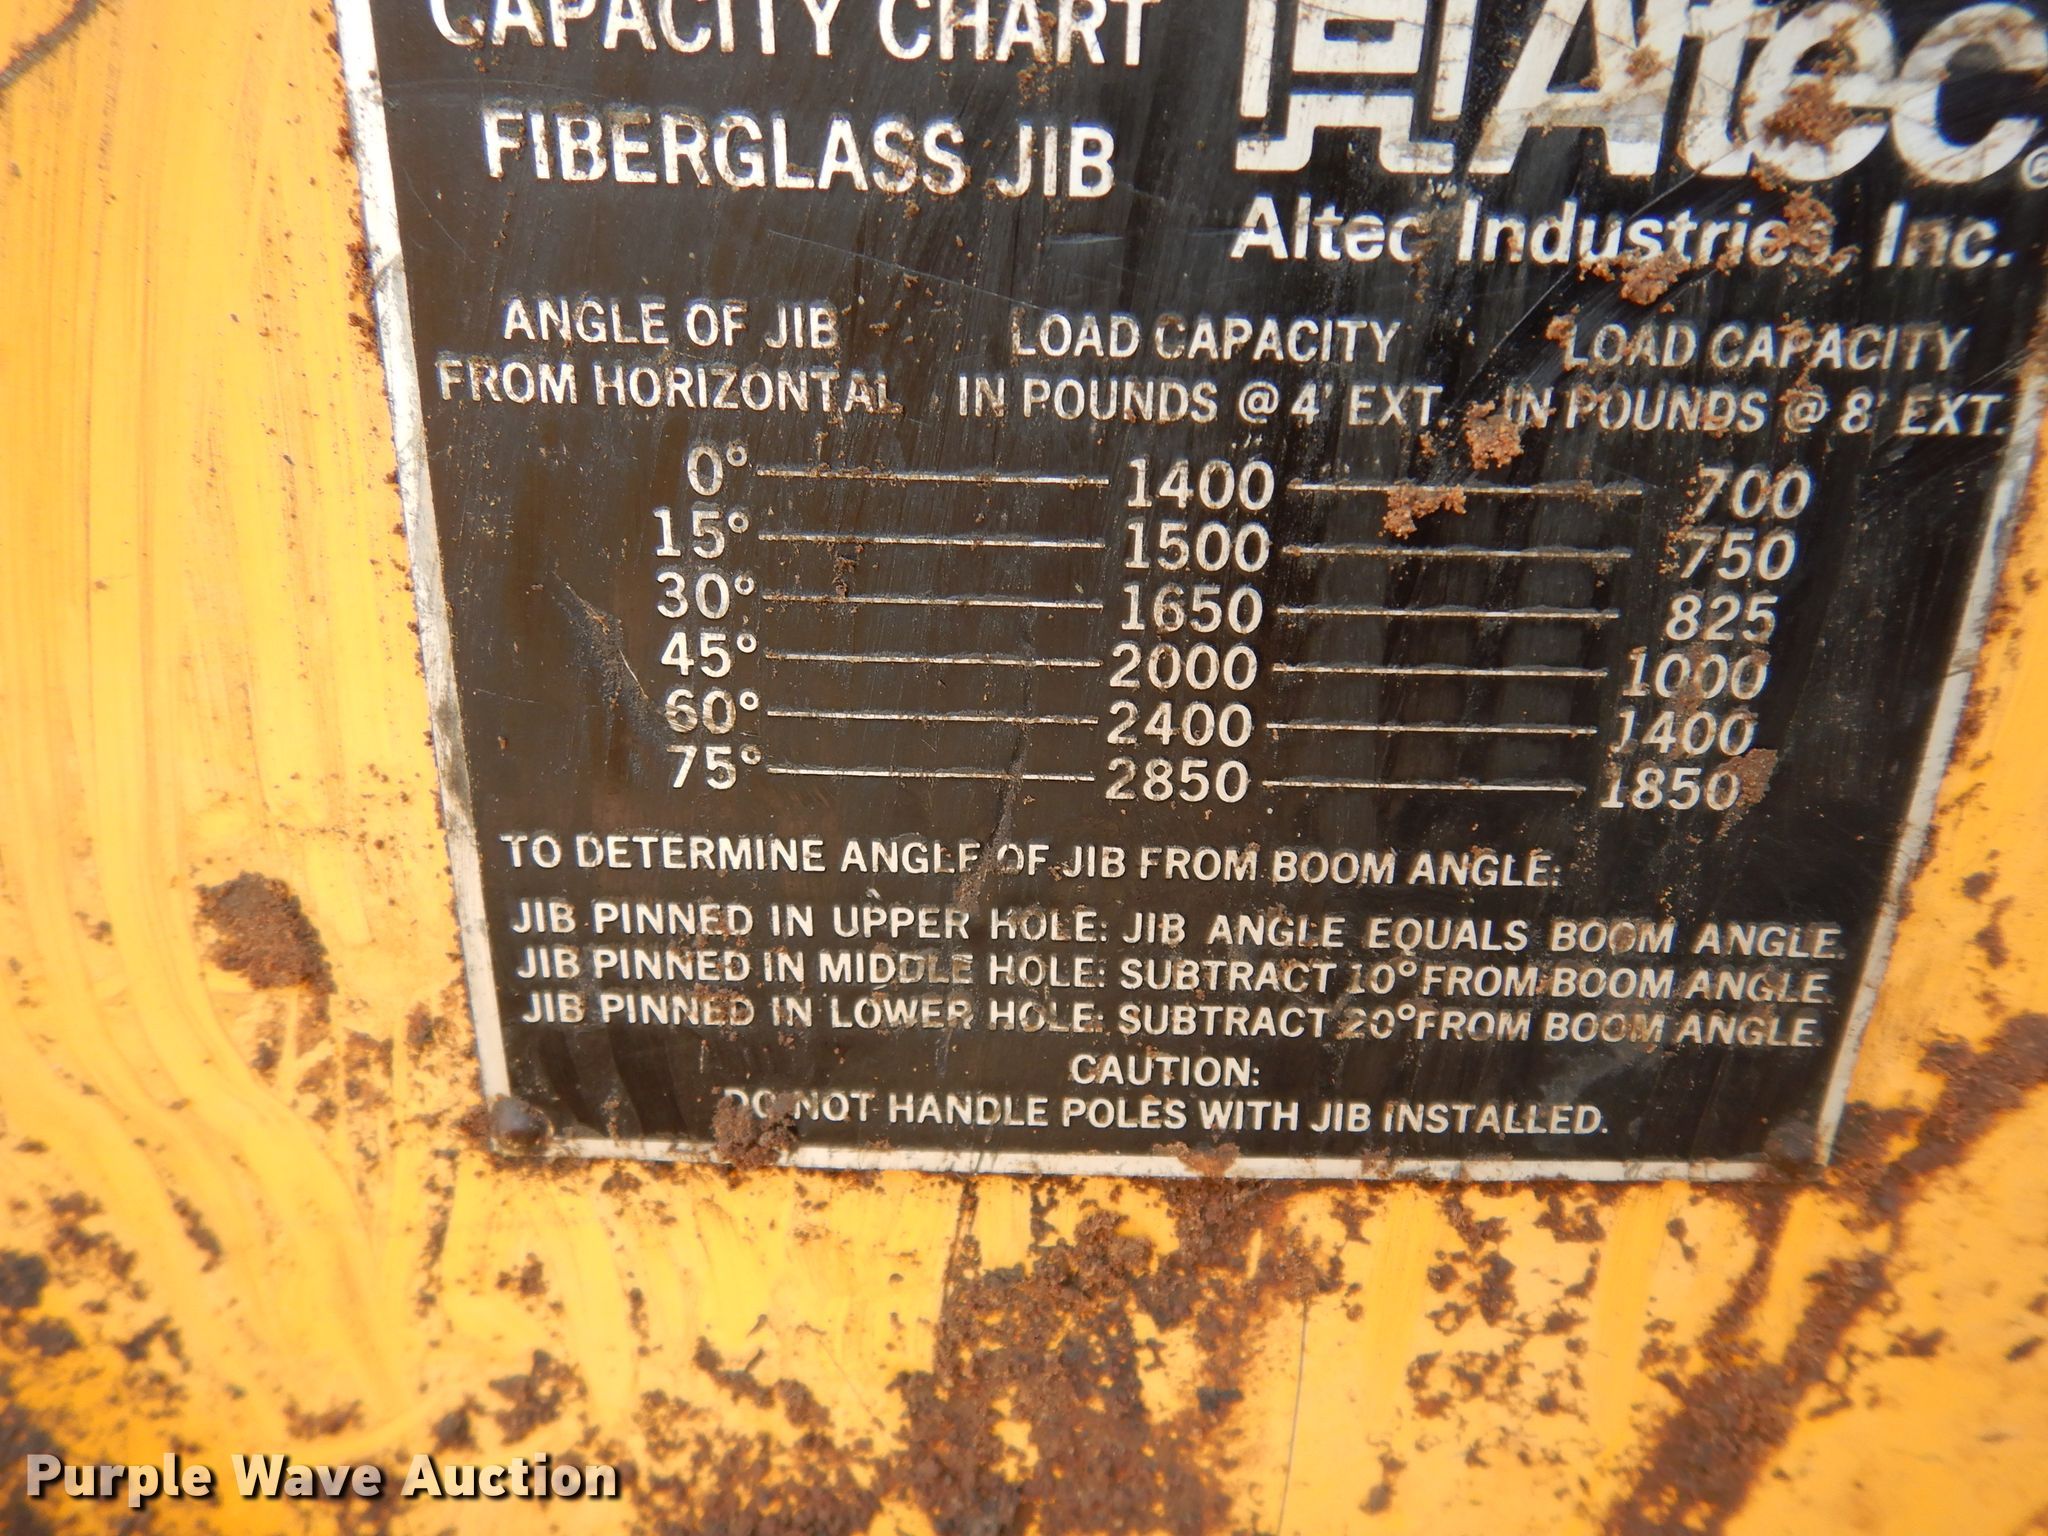 CAPACITY CHART
FIBERGLASS JIB
Altec®
Altec Industries, Inc.
ANGLE OF JIB LOAD CAPACITY LOAD CAPACITY
FROM HORIZONTAL IN POUNDS @ 4' EXT. IN POUNDS @ 8' EXT.
0° 1400 700
15° 1500 750
30° 1650 825
45° 2000 1000
60° 2400 1400
75° 2850 1850
TO DETERMINE ANGLE OF JIB FROM BOOM ANGLE:
JIB PINNED IN UPPER HOLE: JIB ANGLE EQUALS BOOM ANGLE.
JIB PINNED IN MIDDLE HOLE: SUBTRACT 10° FROM BOOM ANGLE.
JIB PINNED IN LOWER HOLE: SUBTRACT 20° FROM BOOM ANGLE.
CAUTION:
DO NOT HANDLE POLES WITH JIB INSTALLED.
Purple Wave Auction